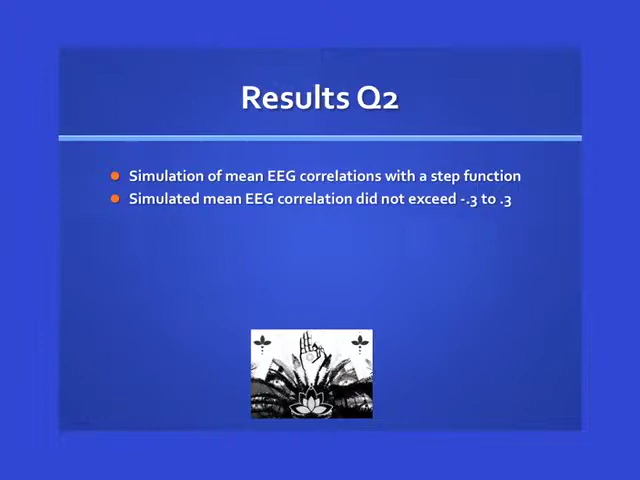 Results Q2
Simulation of mean EEG correlations with a step function
Simulated mean EEG correlation did not exceed -.3 to .3